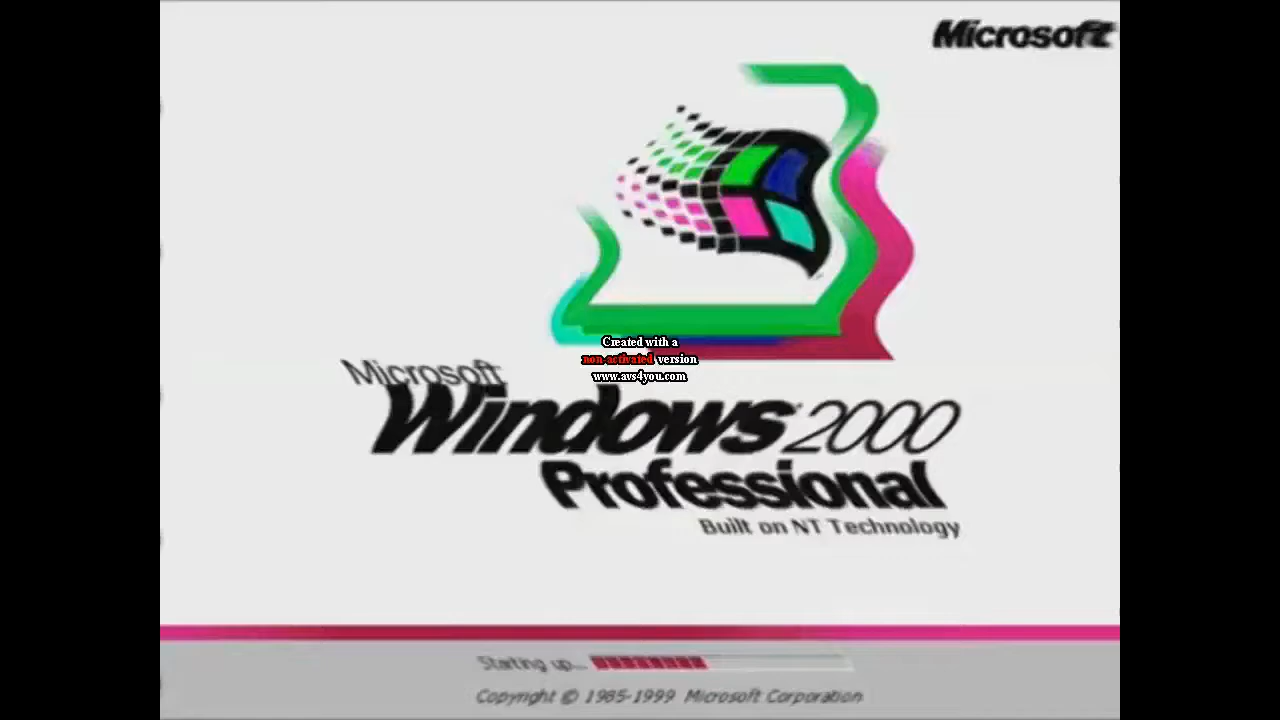 Microsoft
Created with a
non-activated version
www.avs4you.com
Microsoft
Windows 2000
Professional
Built on NT Technology
Starting up...
Copyright © 1985-1999 Microsoft Corporation